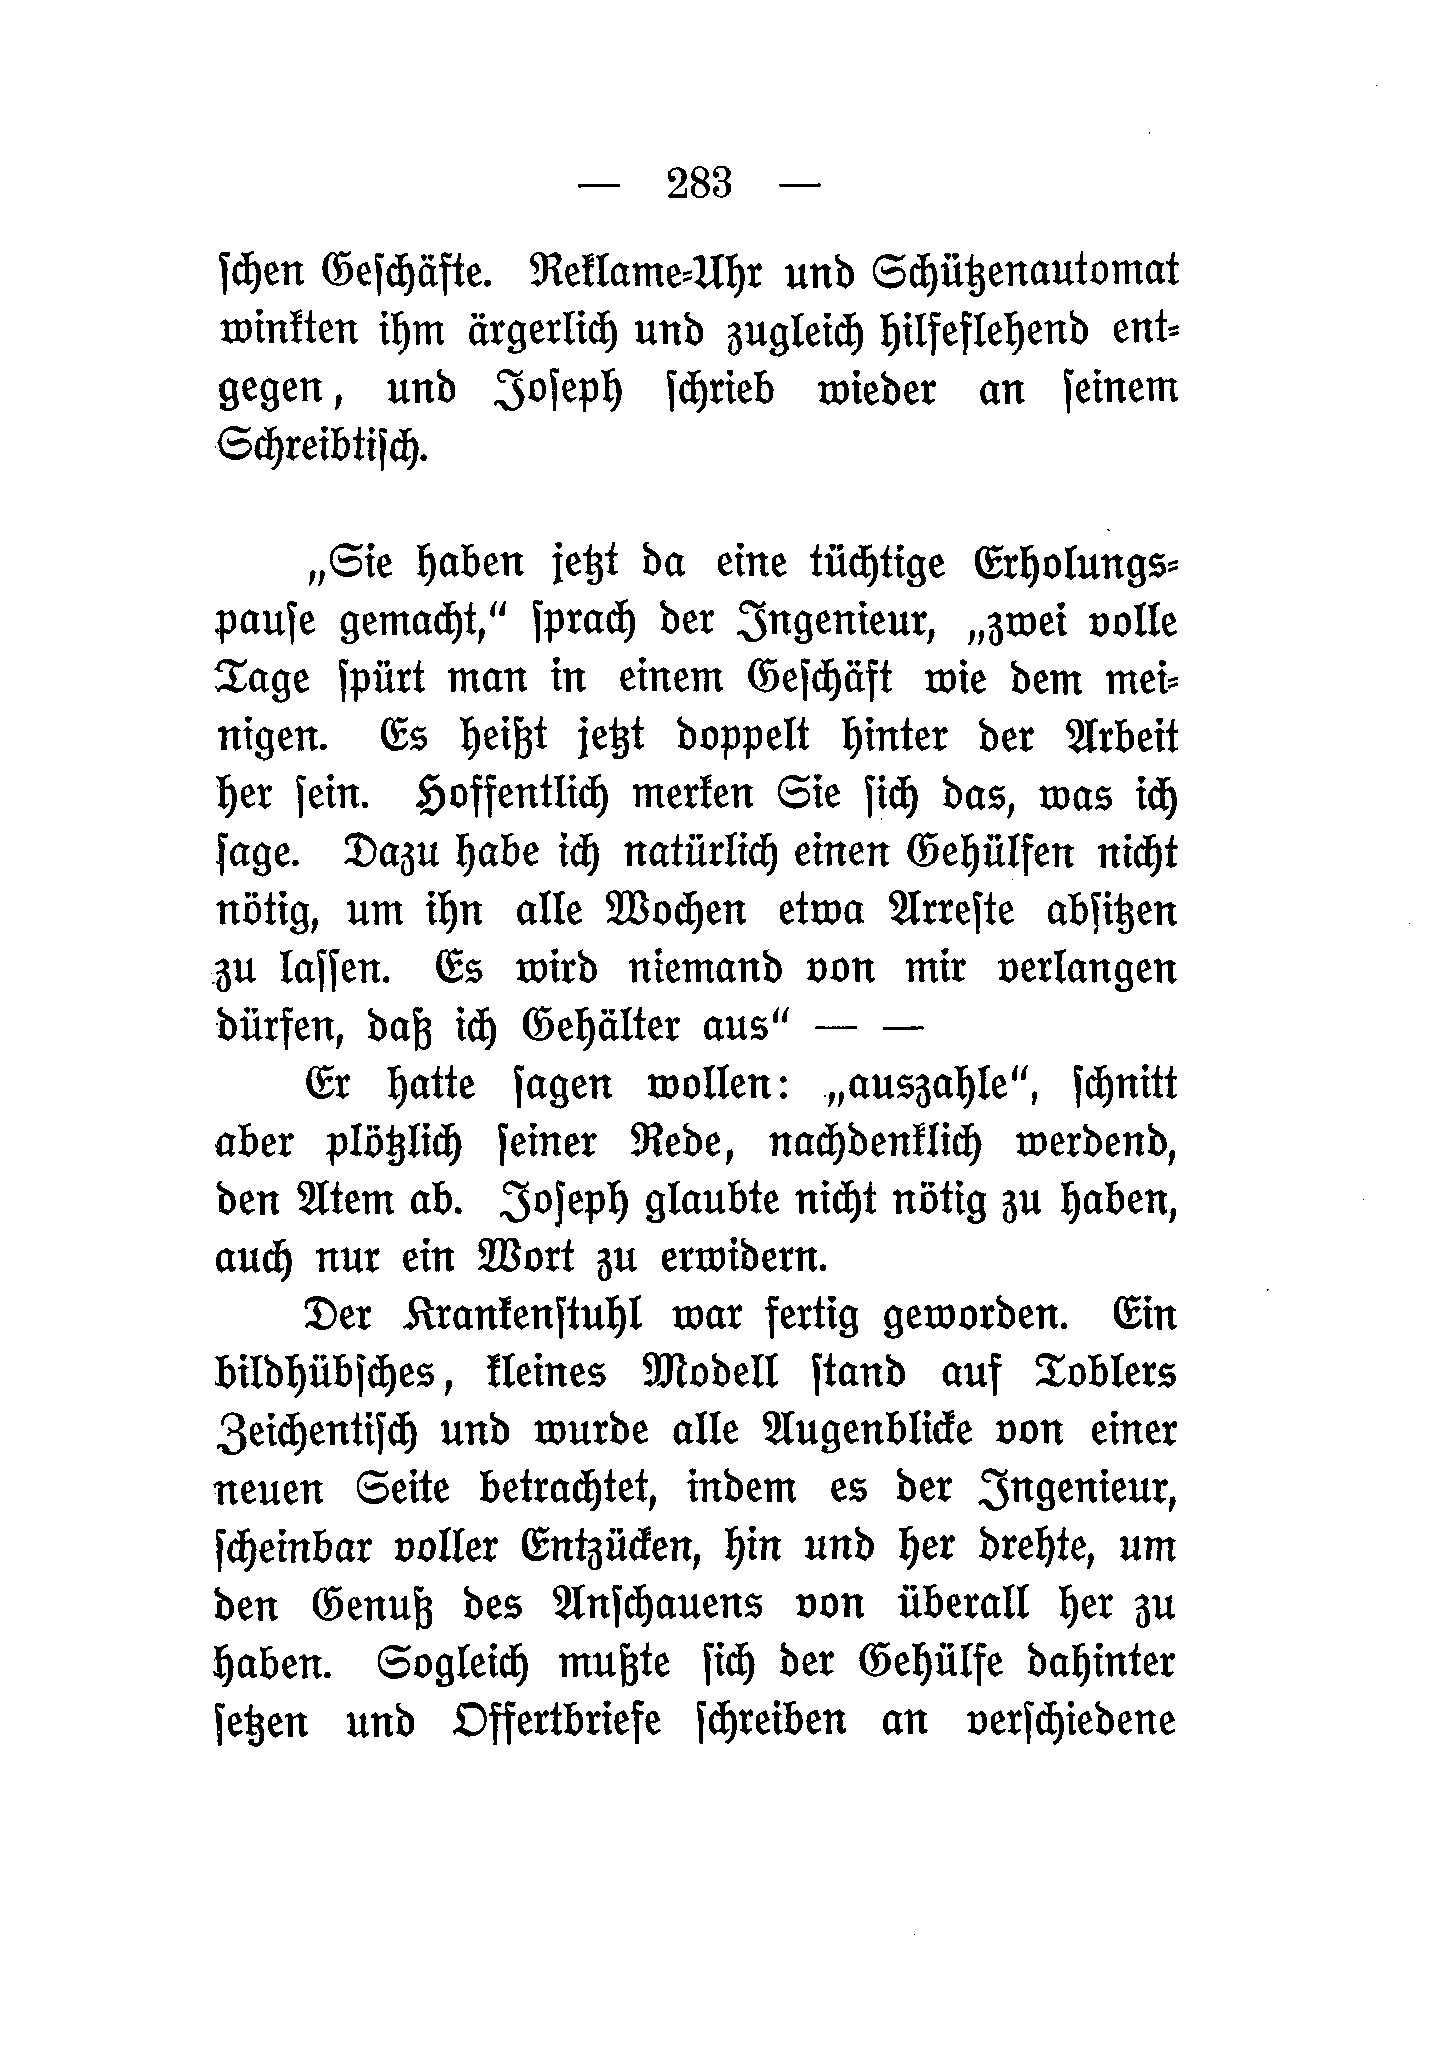 — 283 —
ſchen Geſchäfte. Reklame-Uhr und Schützenautomat
winkten ihm ärgerlich und zugleich hilfeflehend ent-
gegen, und Joſeph ſchrieb wieder an ſeinem
Schreibtiſch.
„Sie haben jetzt da eine tüchtige Erholungs-
pauſe gemacht,“ ſprach der Ingenieur, „zwei volle
Tage ſpürt man in einem Geſchäft wie dem mei-
nigen. Es heißt jetzt doppelt hinter der Arbeit
her ſein. Hoffentlich merken Sie ſich das, was ich
ſage. Dazu habe ich natürlich einen Gehülfen nicht
nötig, um ihn alle Wochen etwa Arreſte abſitzen
zu laſſen. Es wird niemand von mir verlangen
dürfen, daß ich Gehälter aus“ — —
Er hatte ſagen wollen: „auszahle“, ſchnitt
aber plötzlich ſeiner Rede, nachdenklich werdend,
den Atem ab. Joſeph glaubte nicht nötig zu haben,
auch nur ein Wort zu erwidern.
Der Krankenſtuhl war fertig geworden. Ein
bildhübſches, kleines Modell ſtand auf Toblers
Zeichentiſch und wurde alle Augenblicke von einer
neuen Seite betrachtet, indem es der Ingenieur,
ſcheinbar voller Entzücken, hin und her drehte, um
den Genuß des Anſchauens von überall her zu
haben. Sogleich mußte ſich der Gehülfe dahinter
ſetzen und Offertbriefe ſchreiben an verſchiedene